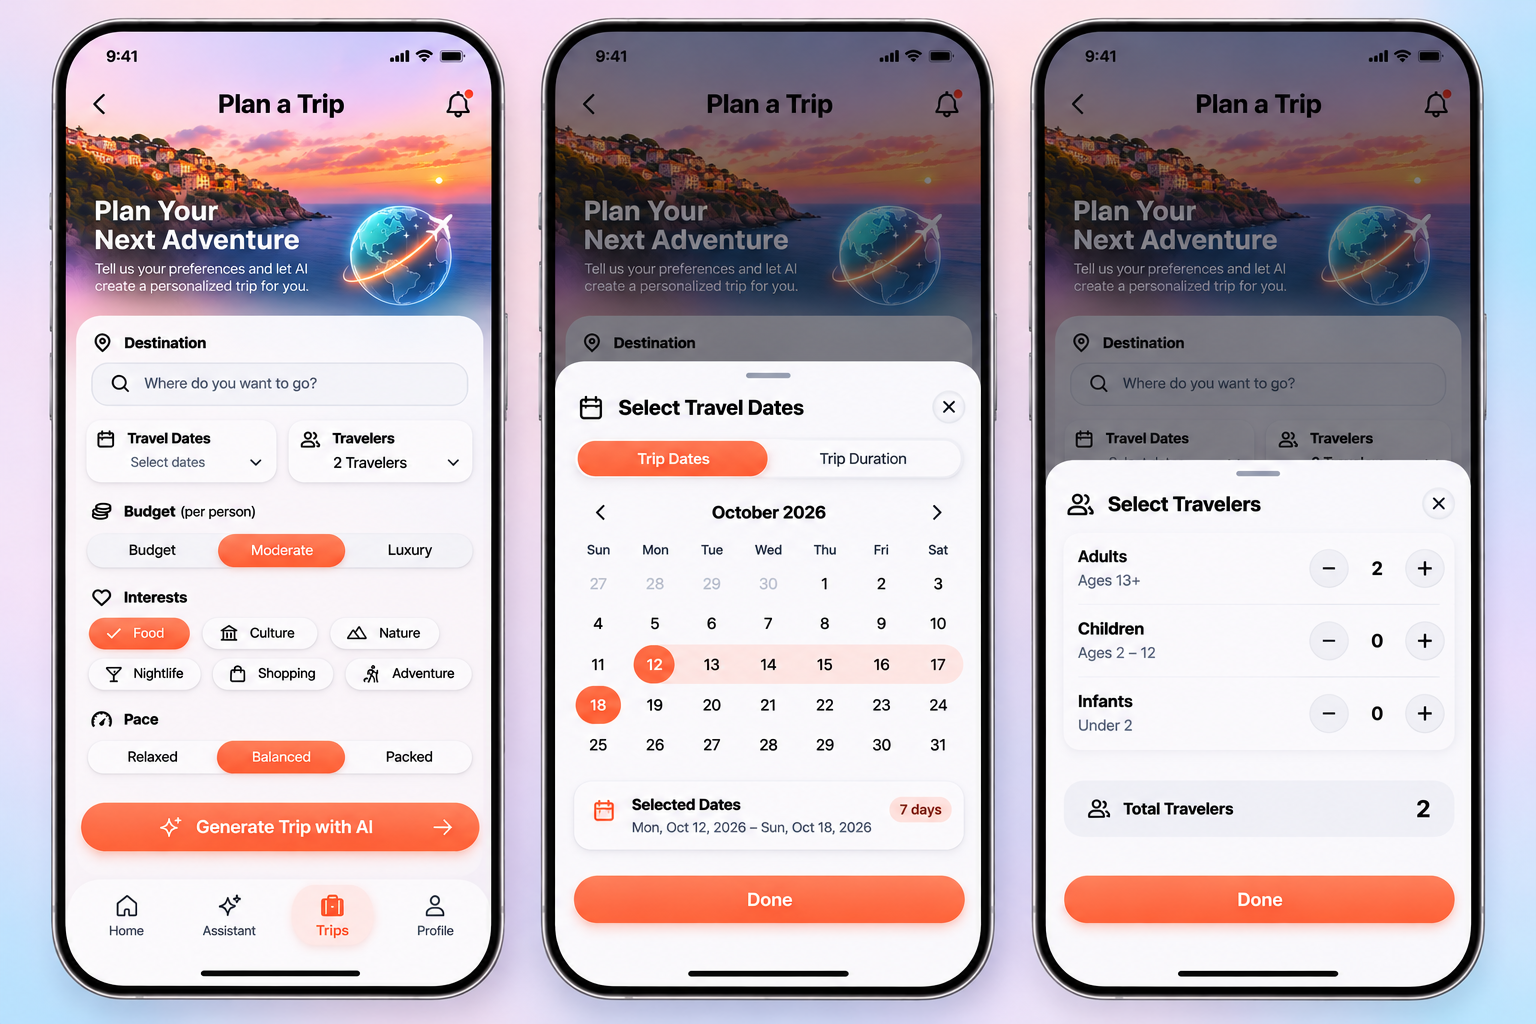 9:41
Plan a Trip
Plan Your
Next Adventure
Tell us your preferences and let AI
create a personalized trip for you.
Destination
Where do you want to go?
Travel Dates
Select dates
Travelers
2 Travelers
Budget (per person)
Budget Moderate Luxury
Interests
Food Culture Nature
Nightlife Shopping Adventure
Pace
Relaxed Balanced Packed
Generate Trip with AI
Home Assistant Trips Profile
9:41
Plan a Trip
Plan Your
Next Adventure
Tell us your preferences and let AI
create a personalized trip for you.
Destination
Select Travel Dates
Trip Dates Trip Duration
October 2026
Sun Mon Tue Wed Thu Fri Sat
27 28 29 30 1 2 3
4 5 6 7 8 9 10
11 12 13 14 15 16 17
18 19 20 21 22 23 24
25 26 27 28 29 30 31
Selected Dates
Mon, Oct 12, 2026 – Sun, Oct 18, 2026
7 days
Done
9:41
Plan a Trip
Plan Your
Next Adventure
Tell us your preferences and let AI
create a personalized trip for you.
Destination
Where do you want to go?
Travel Dates Travelers
Select Travelers
Adults
Ages 13+
2
Children
Ages 2 – 12
0
Infants
Under 2
0
Total Travelers 2
Done